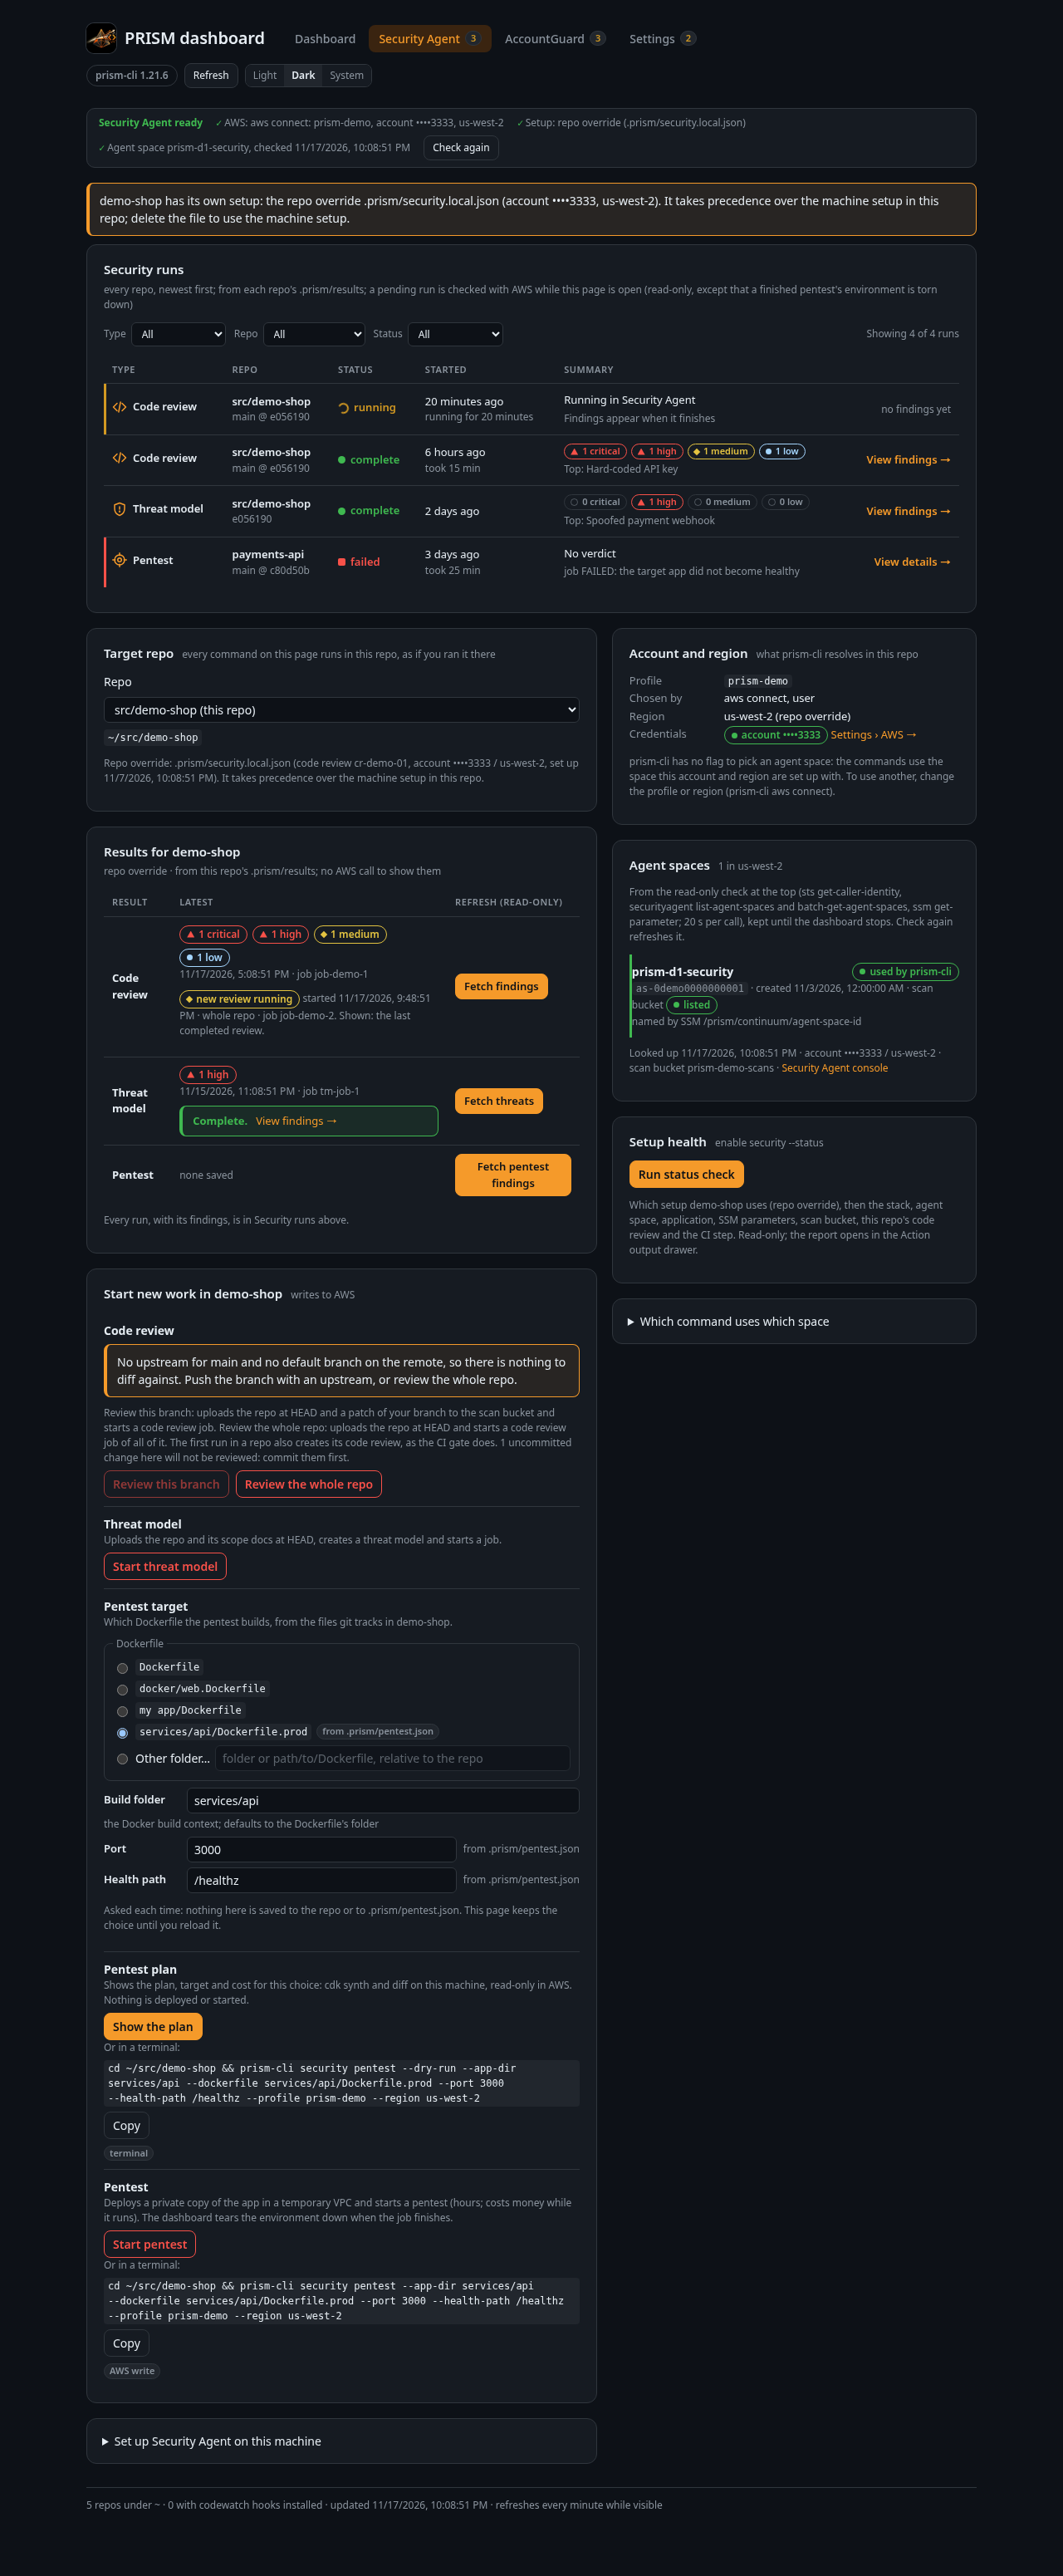 PRISM dashboard
Dashboard
Security Agent 3
AccountGuard 3
Settings 2
prism-cli 1.21.6
Refresh
Light Dark System
Security Agent ready ✓ AWS: aws connect: prism-demo, account ••••3333, us-west-2 ✓ Setup: repo override (.prism/security.local.json)
✓ Agent space prism-d1-security, checked 11/17/2026, 10:08:51 PM Check again
demo-shop has its own setup: the repo override .prism/security.local.json (account ••••3333, us-west-2). It takes precedence over the machine setup in this
repo; delete the file to use the machine setup.
Security runs
every repo, newest first; from each repo's .prism/results; a pending run is checked with AWS while this page is open (read-only, except that a finished pentest's environment is torn
down)
Type All Repo All Status All Showing 4 of 4 runs
TYPE REPO STATUS STARTED SUMMARY
Code review src/demo-shop running 20 minutes ago Running in Security Agent
main @ e056190 running for 20 minutes Findings appear when it finishes no findings yet
Code review src/demo-shop complete 6 hours ago 1 critical 1 high 1 medium 1 low
main @ e056190 took 15 min Top: Hard-coded API key View findings →
Threat model src/demo-shop complete 2 days ago 0 critical 1 high 0 medium 0 low
e056190 Top: Spoofed payment webhook View findings →
Pentest payments-api failed 3 days ago No verdict
main @ c80d50b took 25 min job FAILED: the target app did not become healthy View details →
Target repo every command on this page runs in this repo, as if you ran it there
Repo
src/demo-shop (this repo)
~/src/demo-shop
Repo override: .prism/security.local.json (code review cr-demo-01, account ••••3333 / us-west-2, set up
11/7/2026, 10:08:51 PM). It takes precedence over the machine setup in this repo.
Account and region what prism-cli resolves in this repo
Profile prism-demo
Chosen by aws connect, user
Region us-west-2 (repo override)
Credentials account ••••3333 Settings › AWS →
prism-cli has no flag to pick an agent space: the commands use the
space this account and region are set up with. To use another, change
the profile or region (prism-cli aws connect).
Results for demo-shop
repo override · from this repo's .prism/results; no AWS call to show them
RESULT LATEST REFRESH (READ-ONLY)
Code
review
1 critical 1 high 1 medium
1 low
11/17/2026, 5:08:51 PM · job job-demo-1
new review running started 11/17/2026, 9:48:51
PM · whole repo · job job-demo-2. Shown: the last
completed review.
Fetch findings
Threat
model
1 high
11/15/2026, 11:08:51 PM · job tm-job-1
Complete. View findings →
Fetch threats
Pentest none saved
Fetch pentest
findings
Every run, with its findings, is in Security runs above.
Agent spaces 1 in us-west-2
From the read-only check at the top (sts get-caller-identity,
securityagent list-agent-spaces and batch-get-agent-spaces, ssm get-
parameter; 20 s per call), kept until the dashboard stops. Check again
refreshes it.
prism-d1-security used by prism-cli
as-0demo0000000001 · created 11/3/2026, 12:00:00 AM · scan
bucket listed
named by SSM /prism/continuum/agent-space-id
Looked up 11/17/2026, 10:08:51 PM · account ••••3333 / us-west-2 ·
scan bucket prism-demo-scans · Security Agent console
Setup health enable security --status
Run status check
Which setup demo-shop uses (repo override), then the stack, agent
space, application, SSM parameters, scan bucket, this repo's code
review and the CI step. Read-only; the report opens in the Action
output drawer.
▶ Which command uses which space
Start new work in demo-shop writes to AWS
Code review
No upstream for main and no default branch on the remote, so there is nothing to
diff against. Push the branch with an upstream, or review the whole repo.
Review this branch: uploads the repo at HEAD and a patch of your branch to the scan bucket and
starts a code review job. Review the whole repo: uploads the repo at HEAD and starts a code review
job of all of it. The first run in a repo also creates its code review, as the CI gate does. 1 uncommitted
change here will not be reviewed: commit them first.
Review this branch Review the whole repo
Threat model
Uploads the repo and its scope docs at HEAD, creates a threat model and starts a job.
Start threat model
Pentest target
Which Dockerfile the pentest builds, from the files git tracks in demo-shop.
Dockerfile
Dockerfile
docker/web.Dockerfile
my app/Dockerfile
services/api/Dockerfile.prod from .prism/pentest.json
Other folder... folder or path/to/Dockerfile, relative to the repo
Build folder services/api
the Docker build context; defaults to the Dockerfile's folder
Port 3000 from .prism/pentest.json
Health path /healthz from .prism/pentest.json
Asked each time: nothing here is saved to the repo or to .prism/pentest.json. This page keeps the
choice until you reload it.
Pentest plan
Shows the plan, target and cost for this choice: cdk synth and diff on this machine, read-only in AWS.
Nothing is deployed or started.
Show the plan
Or in a terminal:
cd ~/src/demo-shop && prism-cli security pentest --dry-run --app-dir
services/api --dockerfile services/api/Dockerfile.prod --port 3000
--health-path /healthz --profile prism-demo --region us-west-2
Copy
terminal
Pentest
Deploys a private copy of the app in a temporary VPC and starts a pentest (hours; costs money while
it runs). The dashboard tears the environment down when the job finishes.
Start pentest
Or in a terminal:
cd ~/src/demo-shop && prism-cli security pentest --app-dir services/api
--dockerfile services/api/Dockerfile.prod --port 3000 --health-path /healthz
--profile prism-demo --region us-west-2
Copy
AWS write
▶ Set up Security Agent on this machine
5 repos under ~ · 0 with codewatch hooks installed · updated 11/17/2026, 10:08:51 PM · refreshes every minute while visible